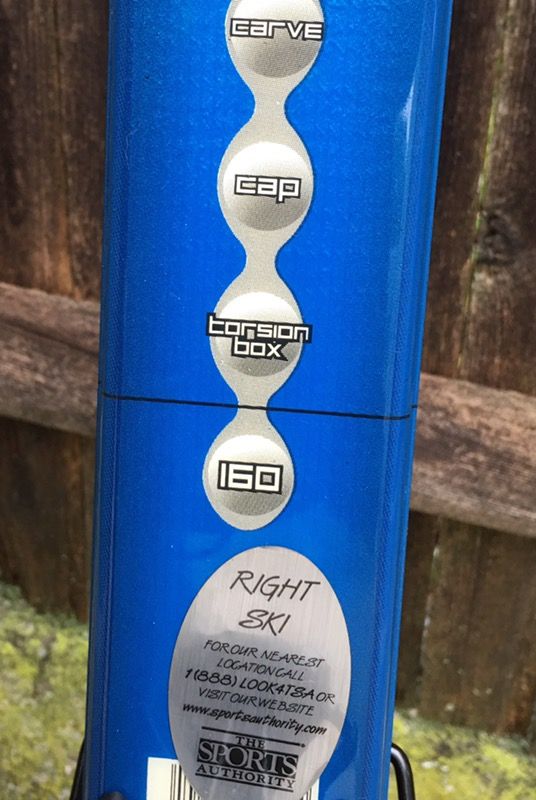 carve
cap
torsion
box
160
RIGHT
SKI
FOR OUR NEAREST
LOCATION CALL
1 (888) LOOK4TSA OR
VISIT OUR WEBSITE
www.sportsauthority.com
THE
SPORTS
AUTHORITY